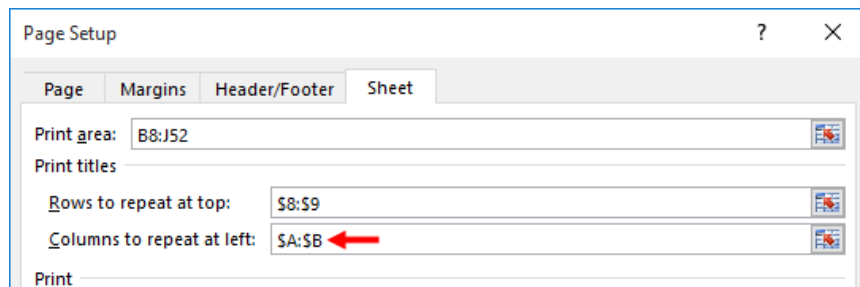 Page Setup ?
Page Margins Header/Footer Sheet
Print area: B8:J52
Print titles
Rows to repeat at top: $8:$9
Columns to repeat at left: $A:$B
Print